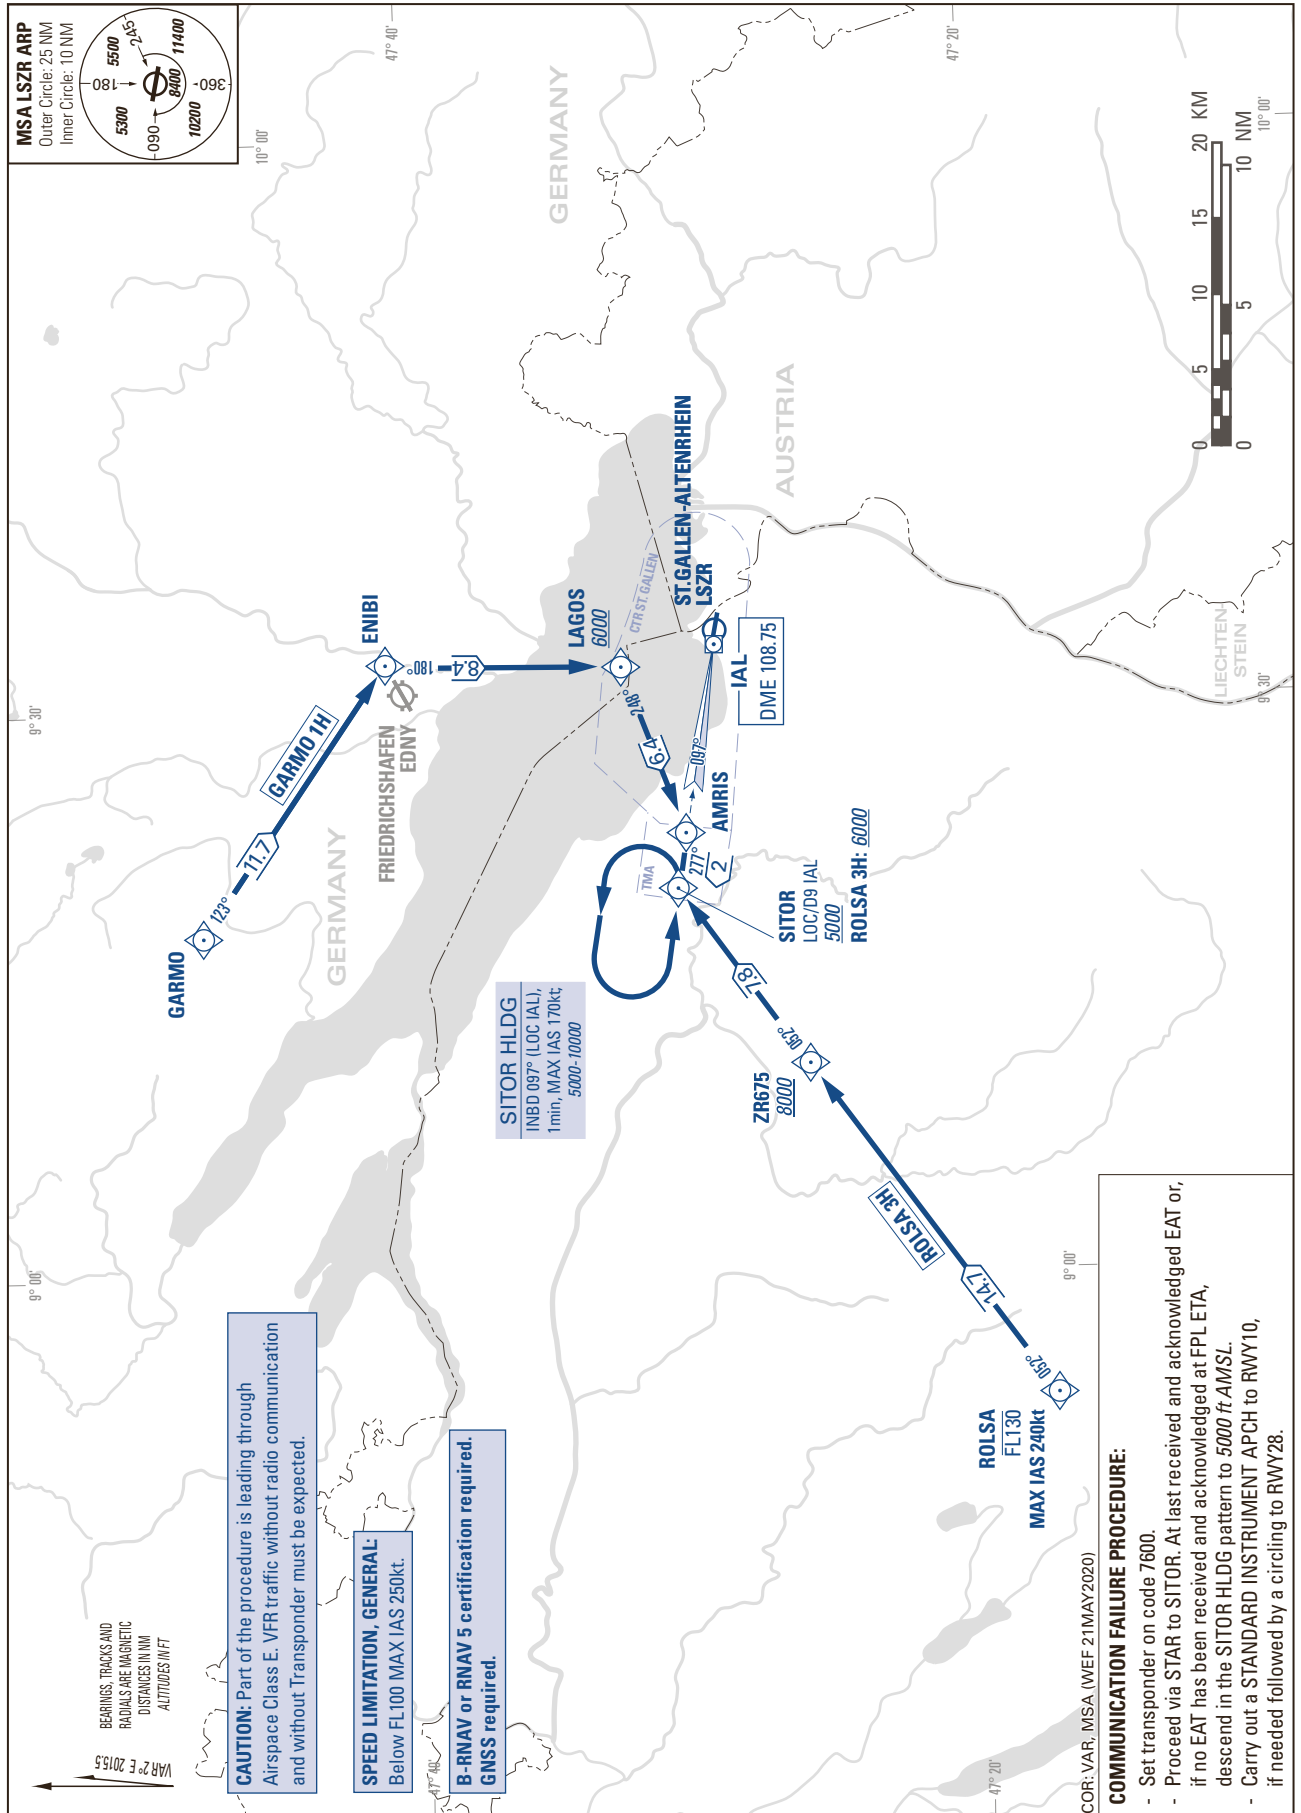 MSA LSZR ARP
Outer Circle: 25 NM
Inner Circle: 10 NM
5300
5500
245
180
8400
11400
090
10200
360
10° 00'
47° 40'
GERMANY
47° 20'
20 KM
10 NM
10° 00'
0 5 10 15
0 5
BEARINGS, TRACKS AND
RADIALS ARE MAGNETIC
DISTANCES IN NM
ALTITUDES IN FT
VAR 2° E 2015.5
CAUTION: Part of the procedure is leading through
Airspace Class E. VFR traffic without radio communication
and without Transponder must be expected.
SPEED LIMITATION, GENERAL:
Below FL100 MAX IAS 250kt.
B-RNAV or RNAV 5 certification required.
GNSS required.
9° 00'
9° 30'
GARMO
123°
11.7
GARMO 1H
ENIBI
180°
8.4
FRIEDRICHSHAFEN
EDNY
GERMANY
LAGOS
6000
248°
6.4
CTR ST. GALLEN
ST.GALLEN-ALTENRHEIN
LSZR
IAL
DME 108.75
097°
AMRIS
277°
2
TMA
SITOR
LOC/D9 IAL
5000
ROLSA 3H: 6000
SITOR HLDG
INBD 097° (LOC IAL),
1min, MAX IAS 170kt;
5000-10000
7.8
052°
ZR675
8000
ROLSA 3H
14.7
052°
ROLSA
FL130
MAX IAS 240kt
AUSTRIA
LIECHTEN-
STEIN
9° 30'
9° 00'
47° 40'
47° 20'
COR: VAR, MSA (WEF 21MAY2020)
COMMUNICATION FAILURE PROCEDURE:
- Set transponder on code 7600.
- Proceed via STAR to SITOR. At last received and acknowledged EAT or,
if no EAT has been received and acknowledged at FPL ETA,
descend in the SITOR HLDG pattern to 5000 ft AMSL.
- Carry out a STANDARD INSTRUMENT APCH to RWY10,
if needed followed by a circling to RWY28.